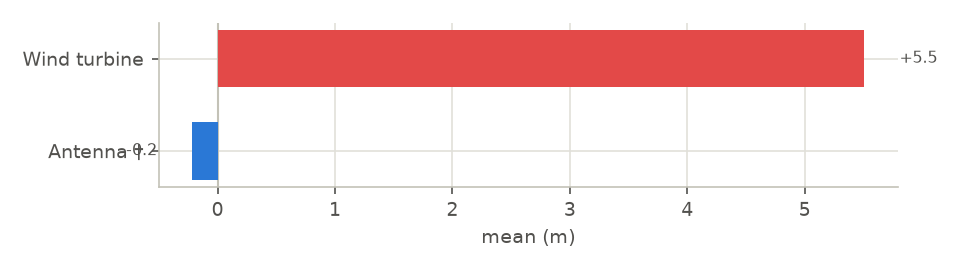 Wind turbine
+5.5
Antenna †
-0.2
0 1 2 3 4 5
mean (m)